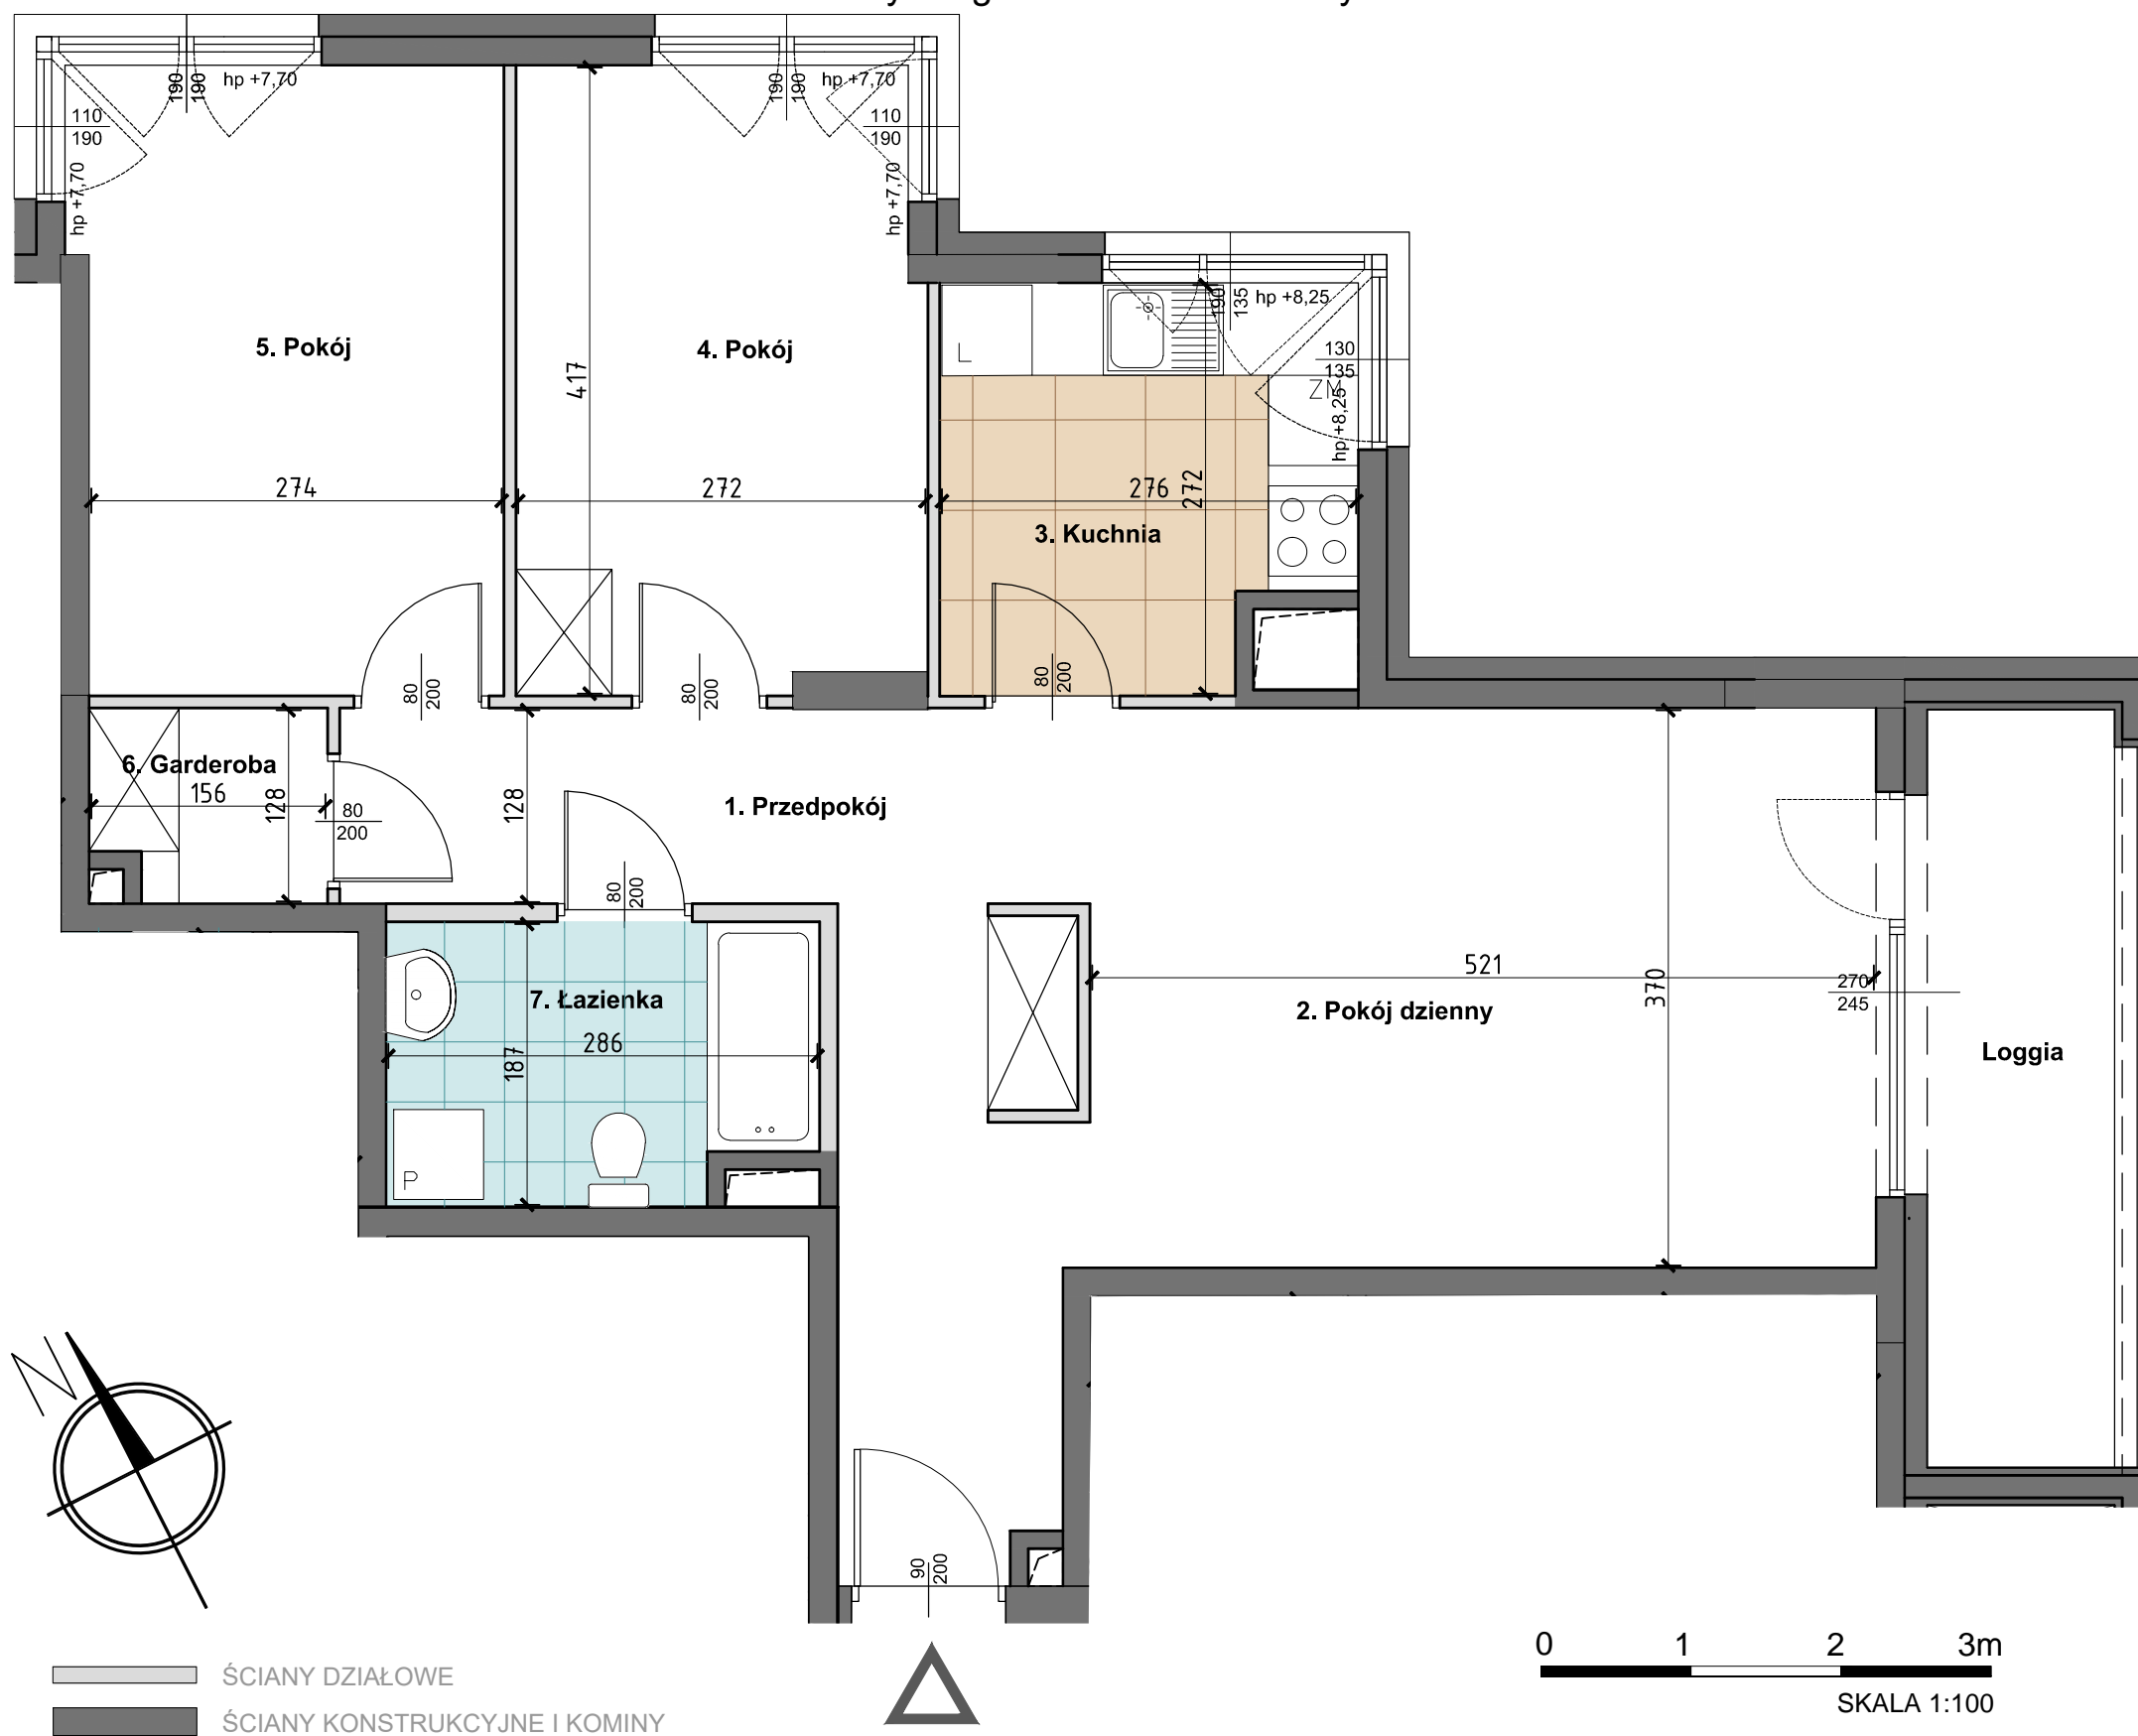 190
190
hp +7,70
110
190
hp +7,70
190
190
hp +7,70
110
190
hp +7,70
190
135
hp +8,25
130
135
ZM
hp +8,25
L
5. Pokój
4. Pokój
417
274
272
276
272
3. Kuchnia
80
200
80
200
80
200
6. Garderoba
156
128
80
200
128
1. Przedpokój
80
200
7. Łazienka
286
187
P
521
370
2. Pokój dzienny
270
245
Loggia
N
90
200
0 1 2 3m
SKALA 1:100
ŚCIANY DZIAŁOWE
ŚCIANY KONSTRUKCYJNE I KOMINY